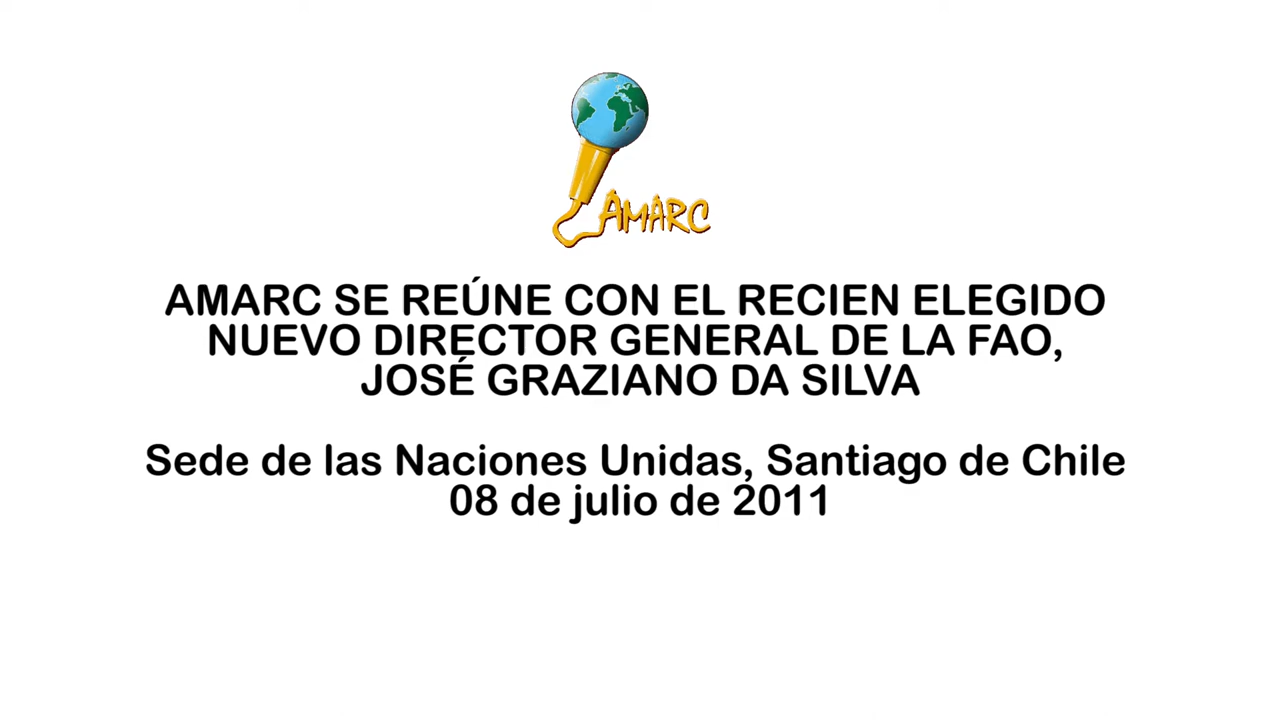 AMARC
AMARC SE REÚNE CON EL RECIEN ELEGIDO
NUEVO DIRECTOR GENERAL DE LA FAO,
JOSÉ GRAZIANO DA SILVA
Sede de las Naciones Unidas, Santiago de Chile
08 de julio de 2011